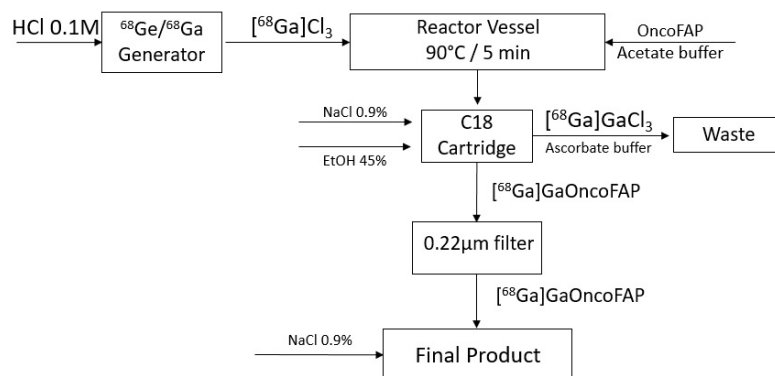 HCl 0.1M
⁶⁸Ge/⁶⁸Ga
Generator
[⁶⁸Ga]Cl₃
Reactor Vessel
90°C / 5 min
OncoFAP
Acetate buffer
NaCl 0.9%
EtOH 45%
C18
Cartridge
[⁶⁸Ga]GaCl₃
Ascorbate buffer
Waste
[⁶⁸Ga]GaOncoFAP
0.22µm filter
[⁶⁸Ga]GaOncoFAP
NaCl 0.9%
Final Product